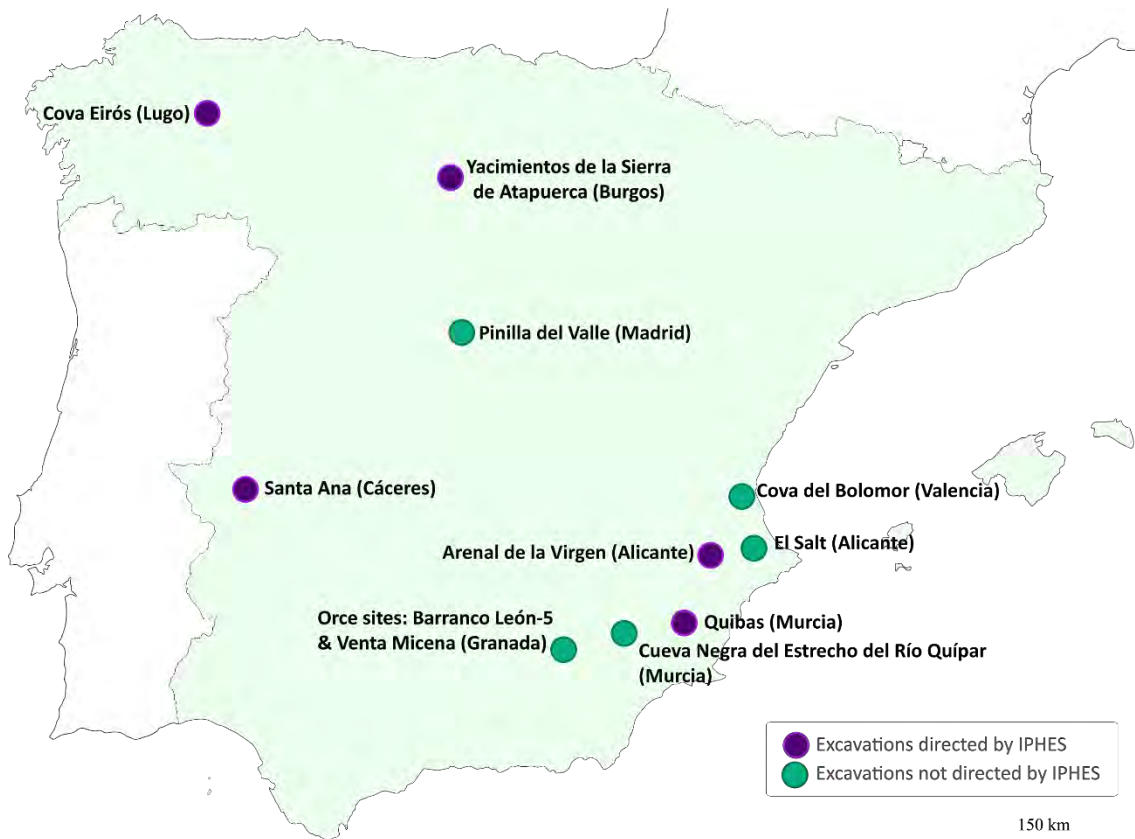 Cova Eirós (Lugo)
Yacimientos de la Sierra
de Atapuerca (Burgos)
Pinilla del Valle (Madrid)
Santa Ana (Cáceres)
Cova del Bolomor (Valencia)
El Salt (Alicante)
Arenal de la Virgen (Alicante)
Orce sites: Barranco León-5
& Venta Micena (Granada)
Quibas (Murcia)
Cueva Negra del Estrecho del Río Quípar
(Murcia)
Excavations directed by IPHES
Excavations not directed by IPHES
150 km